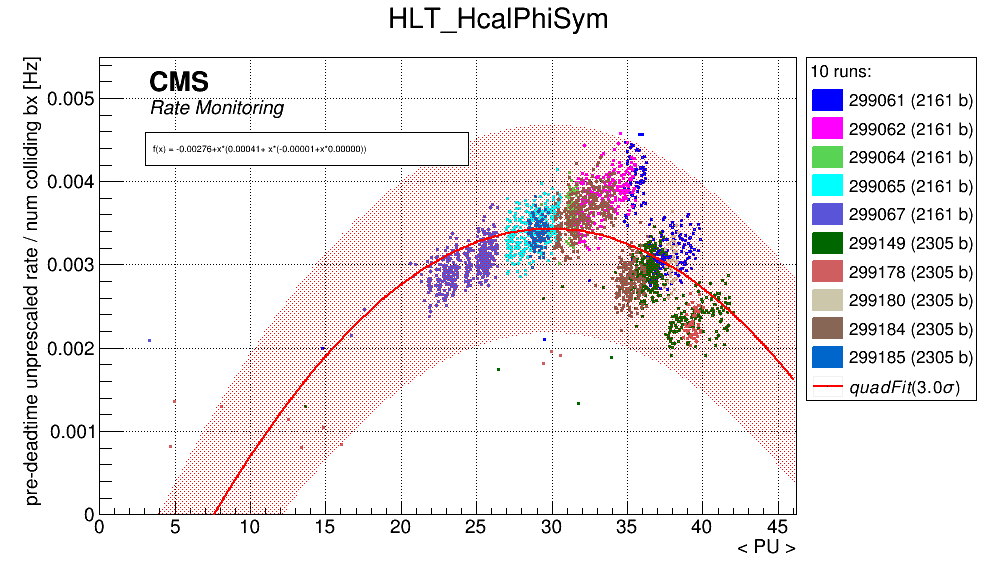 HLT_HcalPhiSym
pre-deadtime unprescaled rate / num colliding bx [Hz]
CMS
Rate Monitoring
f(x) = -0.00276+x*(0.00041+ x*(-0.00001+x*0.00000))
0.005
0.004
0.003
0.002
0.001
0
0 5 10 15 20 25 30 35 40 45
< PU >
10 runs:
299061 (2161 b)
299062 (2161 b)
299064 (2161 b)
299065 (2161 b)
299067 (2161 b)
299149 (2305 b)
299178 (2305 b)
299180 (2305 b)
299184 (2305 b)
299185 (2305 b)
quadFit(3.0σ)